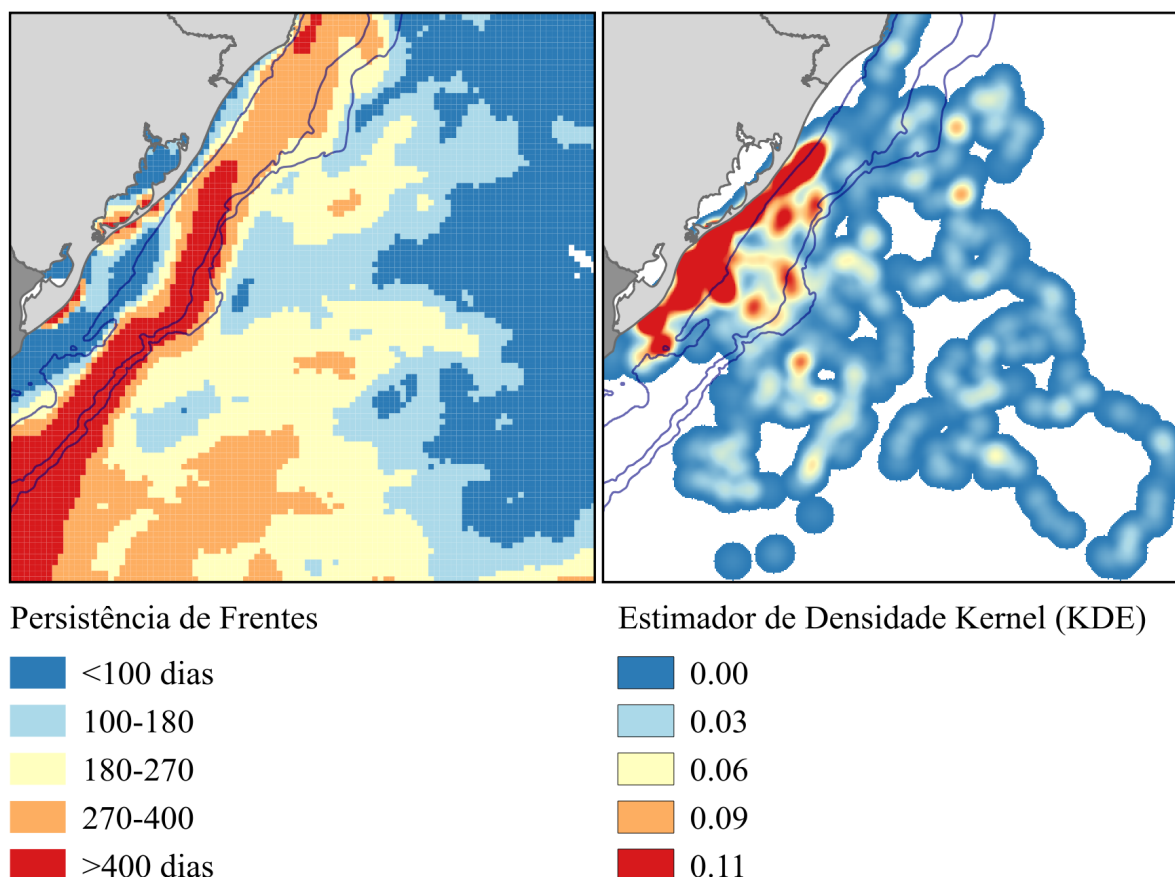 Persistência de Frentes
<100 dias
100-180
180-270
270-400
>400 dias
Estimador de Densidade Kernel (KDE)
0.00
0.03
0.06
0.09
0.11